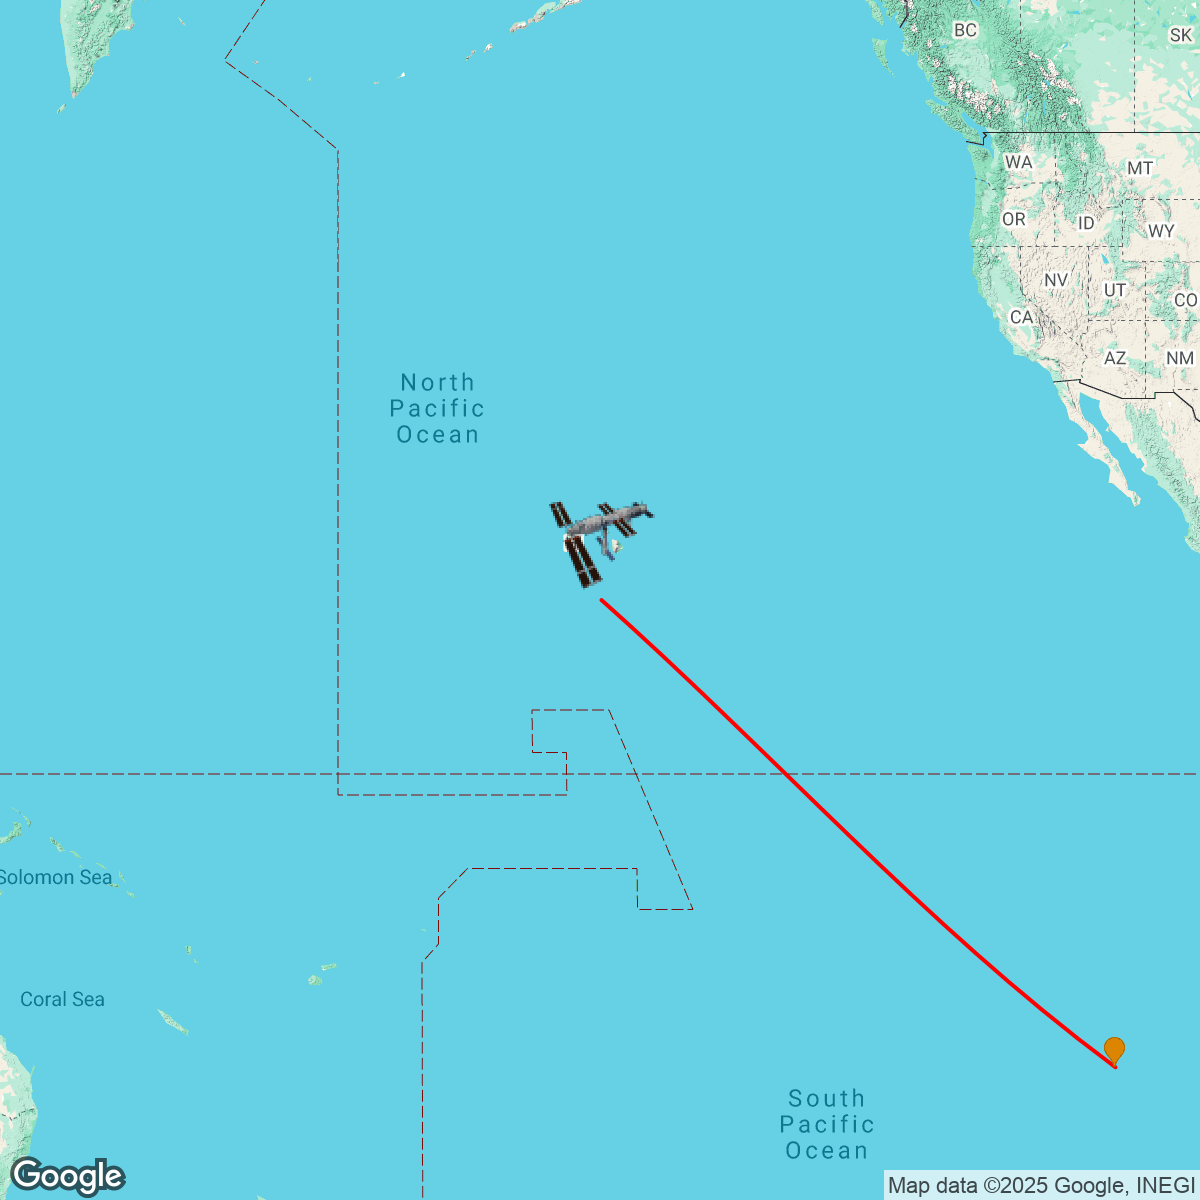 BC
SK
WA
MT
OR
ID
WY
NV
UT
CO
CA
AZ
NM
North
Pacific
Ocean
Solomon Sea
Coral Sea
South
Pacific
Ocean
Google
Map data ©2025 Google, INEGI